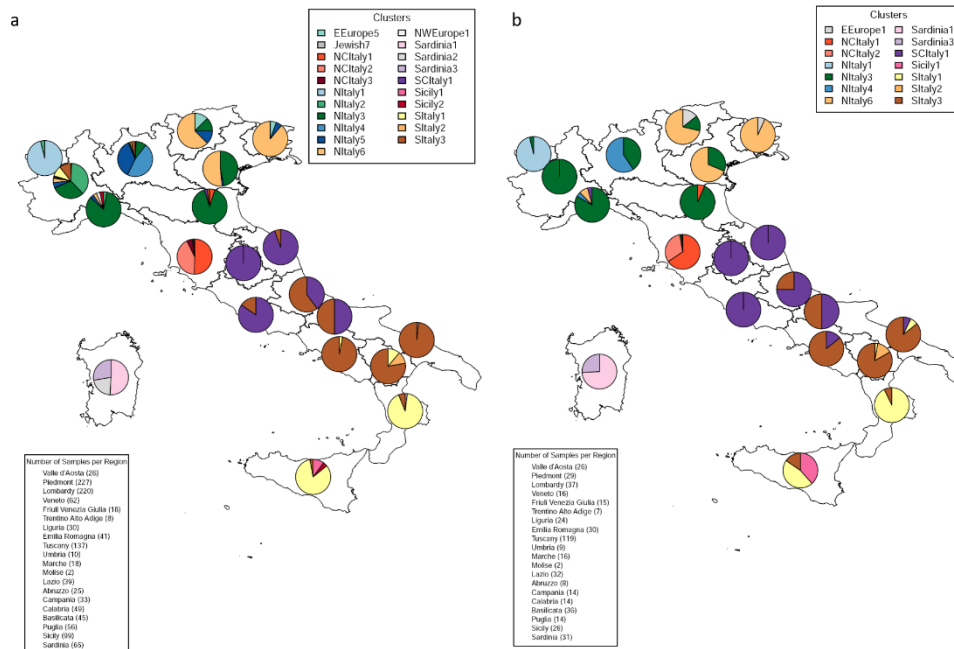 a
Clusters
EEurope5 NWEurope1
Jewish7 Sardinia1
NCItaly1 Sardinia2
NCItaly2 Sardinia3
NCItaly3 SCItaly1
NItaly1 Sicily1
NItaly2 Sicily2
NItaly3 SItaly1
NItaly4 SItaly2
NItaly5 SItaly3
NItaly6
Number of Samples per Region
Valle d'Aosta (26)
Piedmont (227)
Lombardy (220)
Veneto (62)
Friuli Venezia Giulia (18)
Trentino Alto Adige (8)
Liguria (30)
Emilia Romagna (41)
Tuscany (137)
Umbria (10)
Marche (18)
Molise (2)
Lazio (39)
Abruzzo (25)
Campania (33)
Calabria (49)
Basilicata (45)
Puglia (56)
Sicily (99)
Sardinia (65)
b
Clusters
EEurope1 Sardinia1
NCItaly1 Sardinia3
NCItaly2 SCItaly1
NItaly1 Sicily1
NItaly3 SItaly1
NItaly4 SItaly2
NItaly6 SItaly3
Number of Samples per Region
Valle d'Aosta (26)
Piedmont (29)
Lombardy (37)
Veneto (16)
Friuli Venezia Giulia (15)
Trentino Alto Adige (7)
Liguria (24)
Emilia Romagna (30)
Tuscany (119)
Umbria (9)
Marche (16)
Molise (2)
Lazio (32)
Abruzzo (8)
Campania (14)
Calabria (14)
Basilicata (36)
Puglia (14)
Sicily (26)
Sardinia (31)